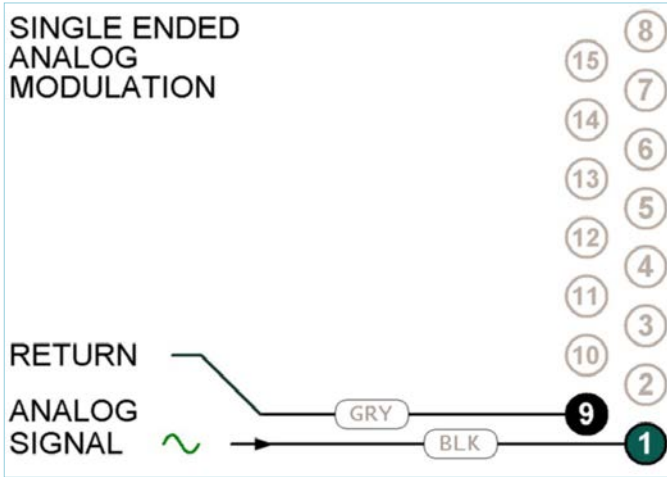 SINGLE ENDED
ANALOG
MODULATION
8
15
7
14
6
13
5
12
4
11
3
RETURN
10
2
GRY
9
ANALOG
SIGNAL
BLK
1